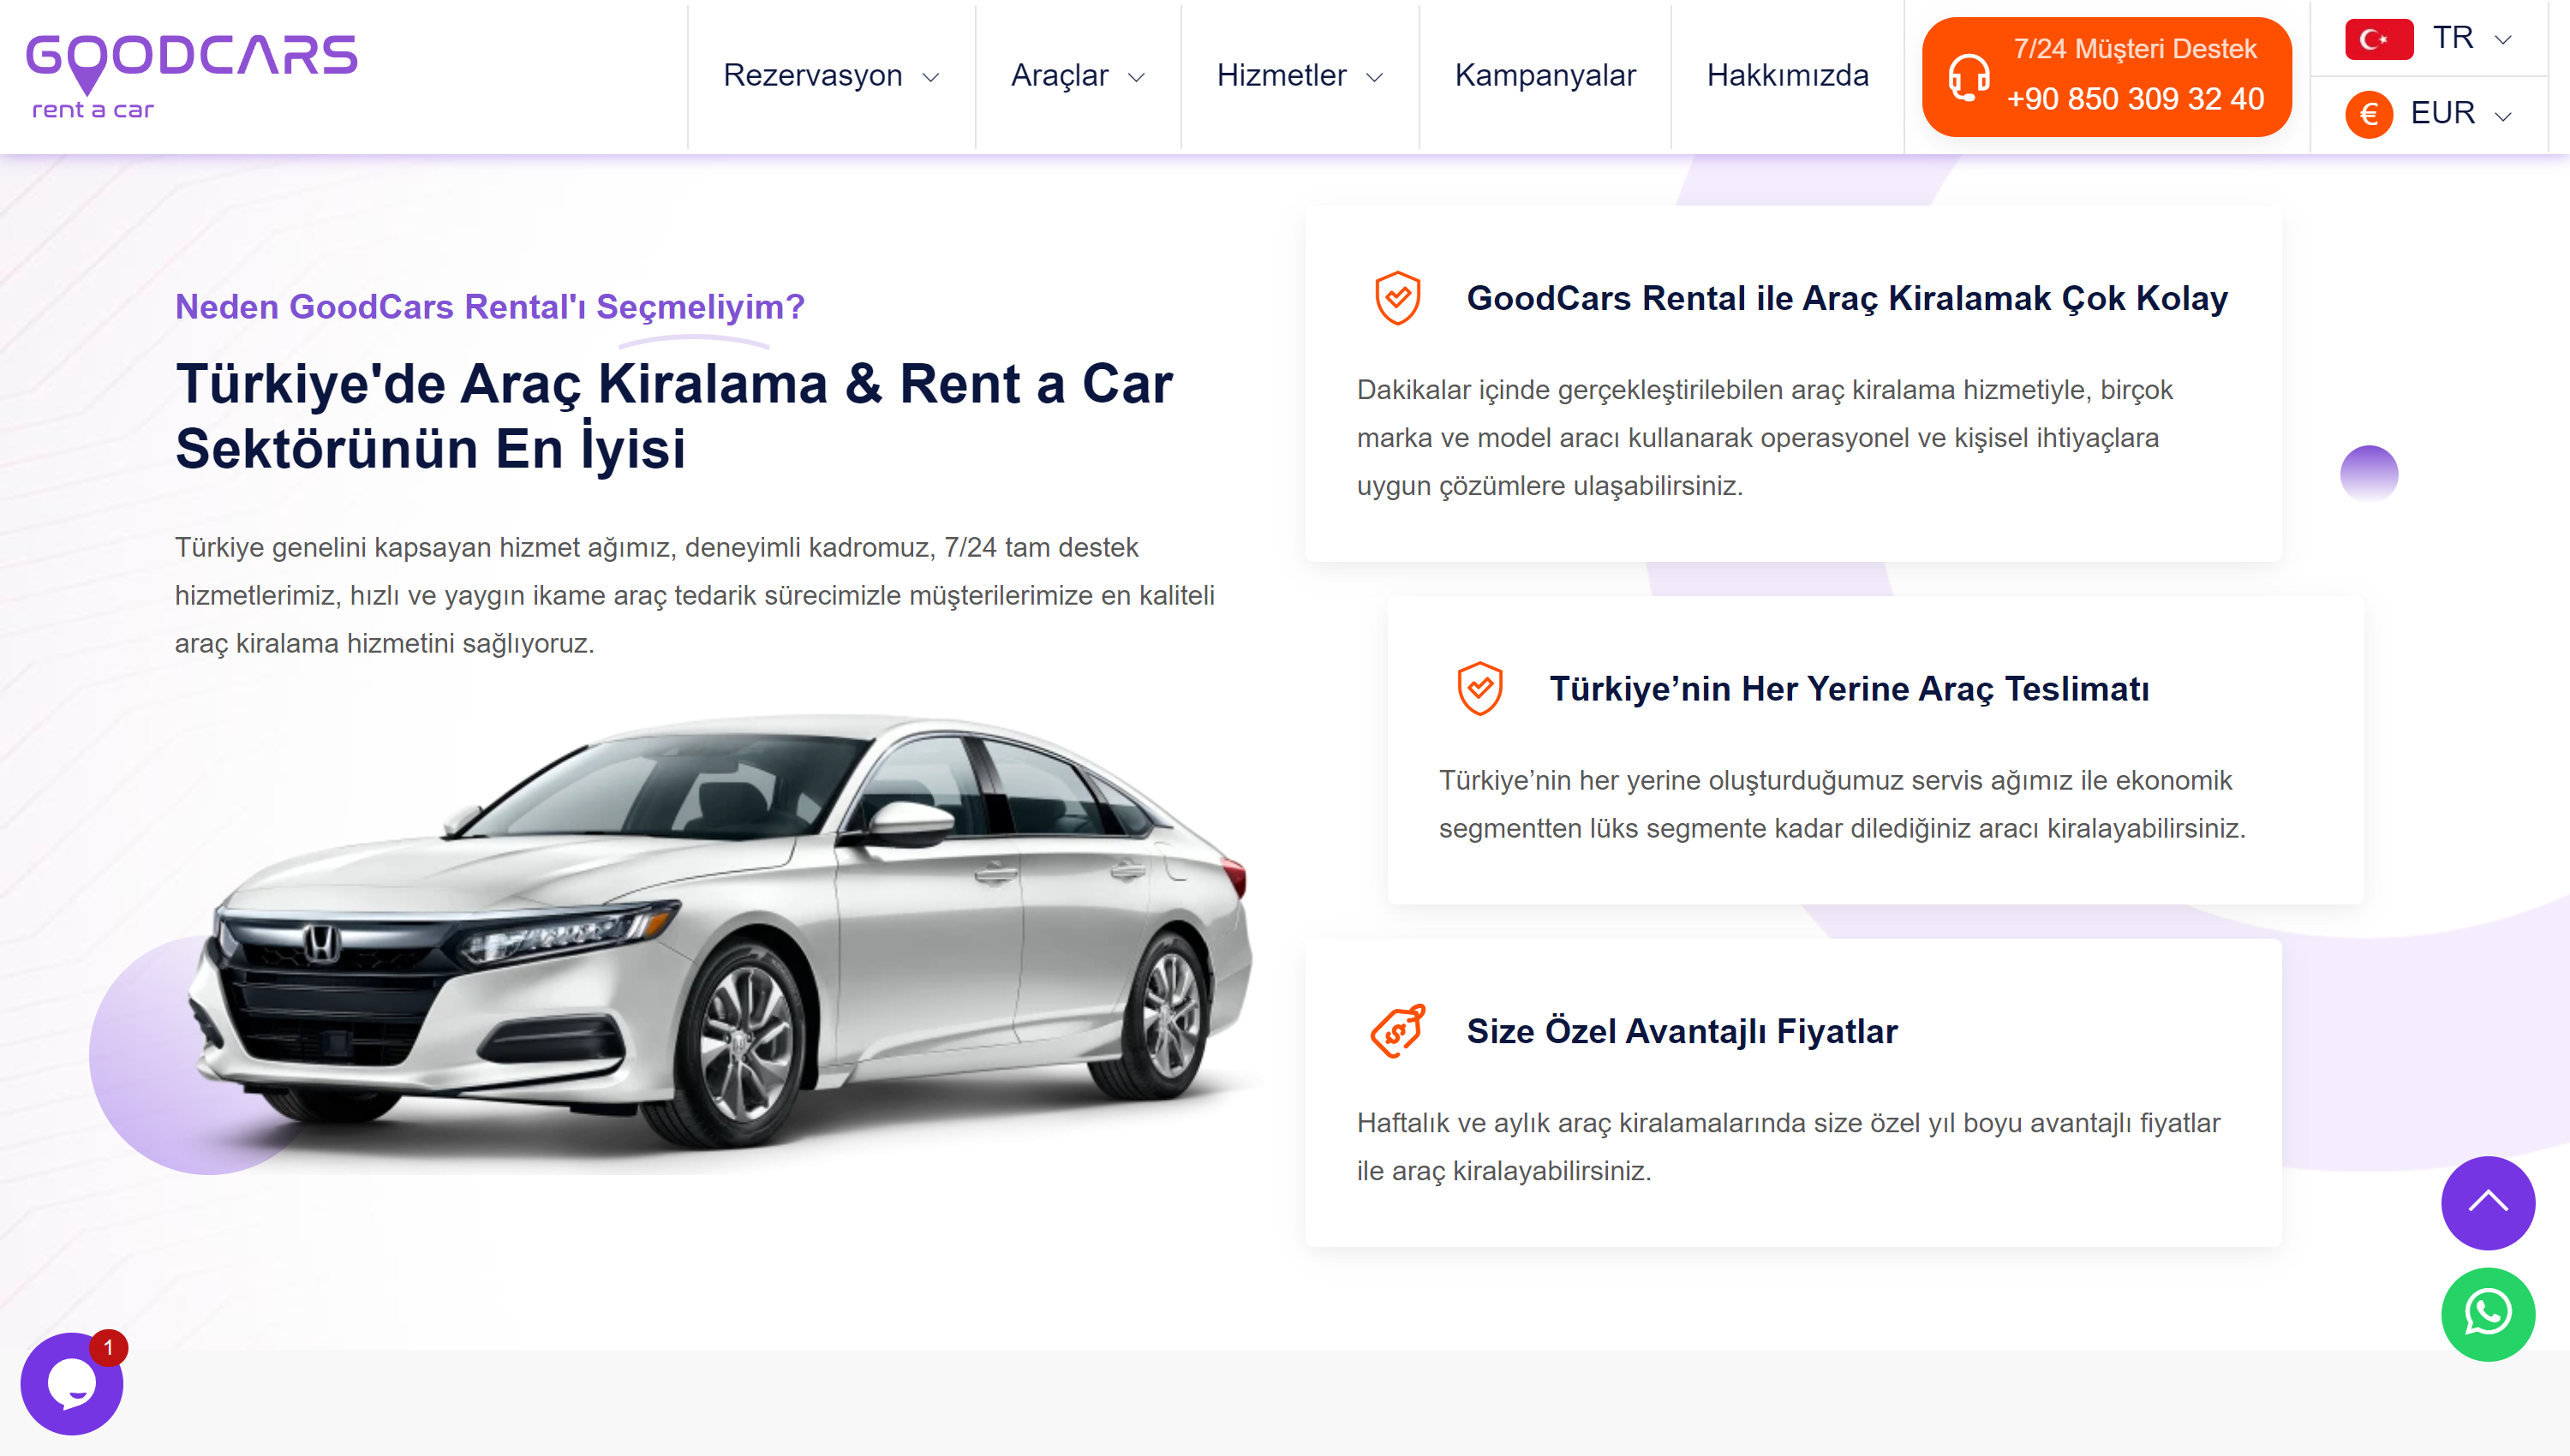 GOODCARS
rent a car
Rezervasyon
Araçlar
Hizmetler
Kampanyalar
Hakkımızda
7/24 Müşteri Destek
+90 850 309 32 40
TR
€ EUR
Neden GoodCars Rental'ı Seçmeliyim?
Türkiye'de Araç Kiralama & Rent a Car
Sektörünün En İyisi
Türkiye genelini kapsayan hizmet ağımız, deneyimli kadromuz, 7/24 tam destek
hizmetlerimiz, hızlı ve yaygın ikame araç tedarik sürecimizle müşterilerimize en kaliteli
araç kiralama hizmetini sağlıyoruz.
GoodCars Rental ile Araç Kiralamak Çok Kolay
Dakikalar içinde gerçekleştirilebilen araç kiralama hizmetiyle, birçok
marka ve model aracı kullanarak operasyonel ve kişisel ihtiyaçlara
uygun çözümlere ulaşabilirsiniz.
Türkiye’nin Her Yerine Araç Teslimatı
Türkiye’nin her yerine oluşturduğumuz servis ağımız ile ekonomik
segmentten lüks segmente kadar dilediğiniz aracı kiralayabilirsiniz.
Size Özel Avantajlı Fiyatlar
Haftalık ve aylık araç kiralamalarında size özel yıl boyu avantajlı fiyatlar
ile araç kiralayabilirsiniz.
1